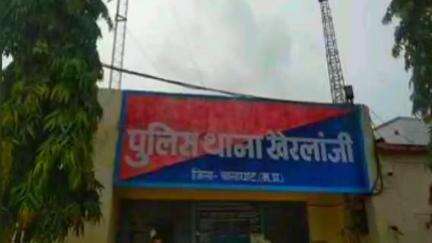 पुलिस थाना खैरलांजी
जिला- बालाघाट (म.प्र.)